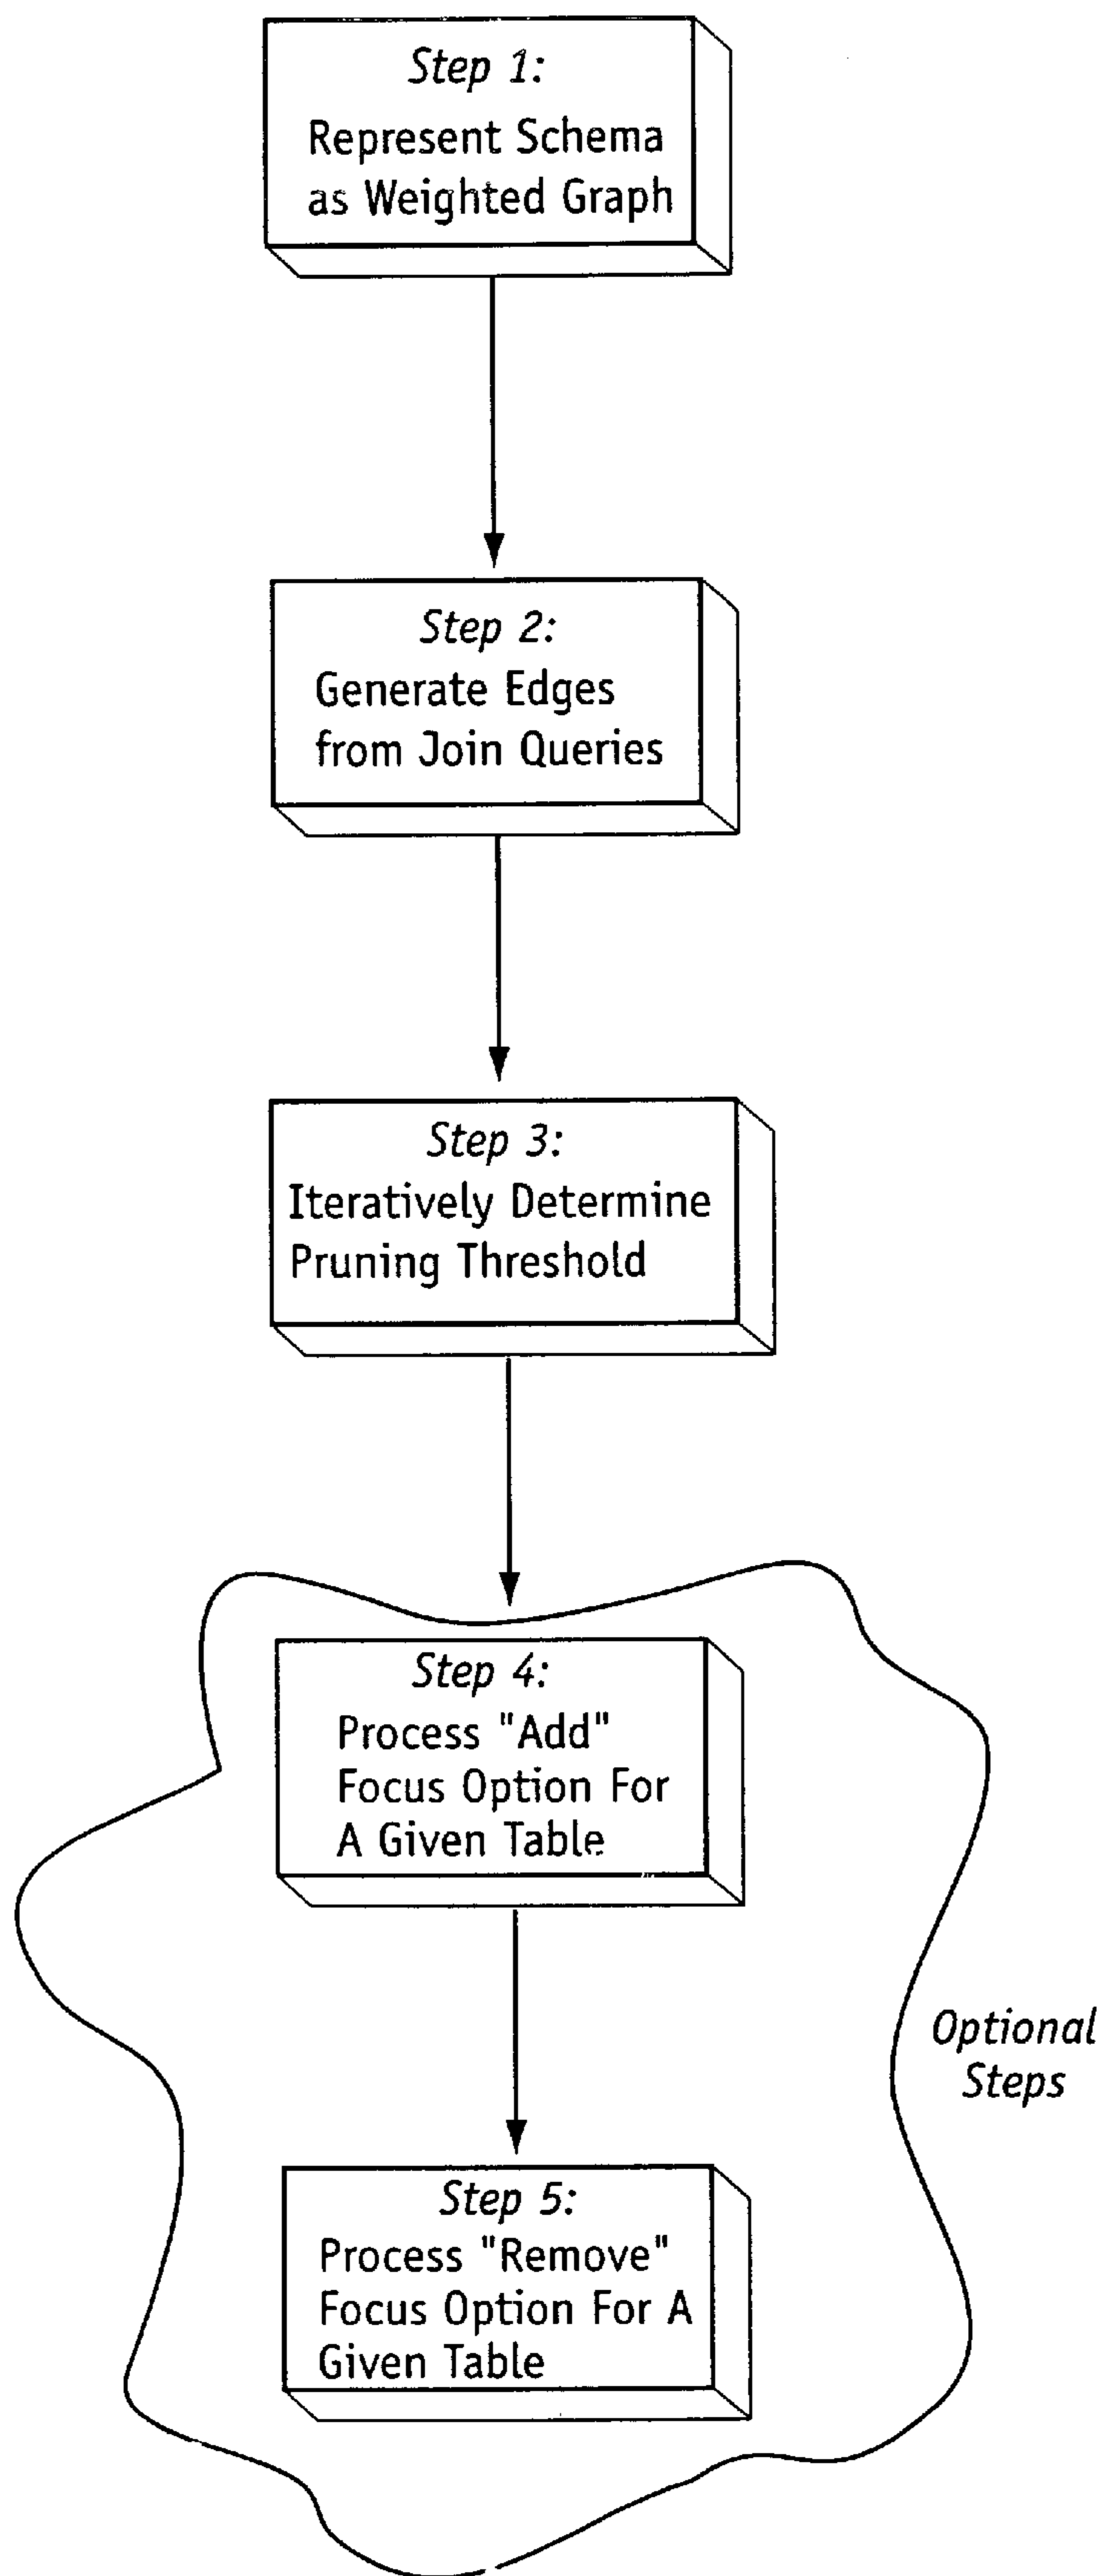 Step 1:
Represent Schema
as Weighted Graph
Step 2:
Generate Edges
from Join Queries
Step 3:
Iteratively Determine
Pruning Threshold
Step 4:
Process "Add"
Focus Option For
A Given Table
Optional
Steps
Step 5:
Process "Remove"
Focus Option For A
Given Table